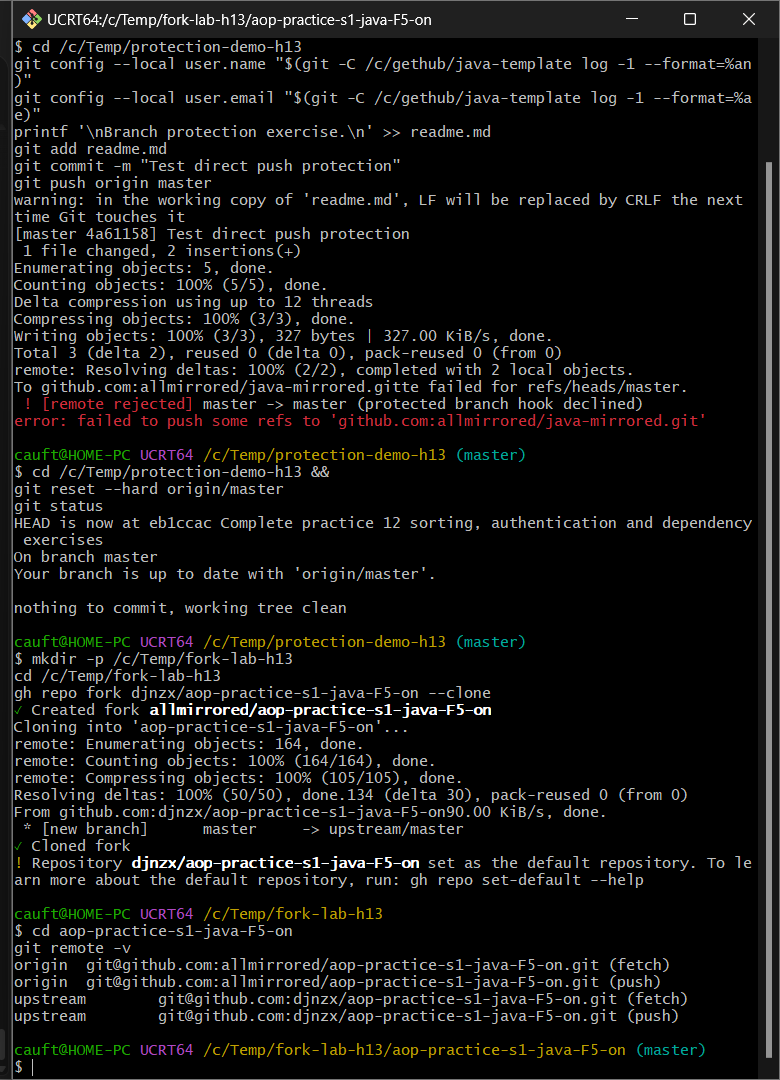 UCRT64:/c/Temp/fork-lab-h13/aop-practice-s1-java-F5-on
$ cd /c/Temp/protection-demo-h13
git config --local user.name "$(git -C /c/gethub/java-template log -1 --format=%an
)"
git config --local user.email "$(git -C /c/gethub/java-template log -1 --format=%a
e)"
printf '\nBranch protection exercise.\n' >> readme.md
git add readme.md
git commit -m "Test direct push protection"
git push origin master
warning: in the working copy of 'readme.md', LF will be replaced by CRLF the next
time Git touches it
[master 4a61158] Test direct push protection
 1 file changed, 2 insertions(+)
Enumerating objects: 5, done.
Counting objects: 100% (5/5), done.
Delta compression using up to 12 threads
Compressing objects: 100% (3/3), done.
Writing objects: 100% (3/3), 327 bytes | 327.00 KiB/s, done.
Total 3 (delta 2), reused 0 (delta 0), pack-reused 0 (from 0)
remote: Resolving deltas: 100% (2/2), completed with 2 local objects.
To github.com:allmirrored/java-mirrored.gitte failed for refs/heads/master.
 ! [remote rejected] master -> master (protected branch hook declined)
error: failed to push some refs to 'github.com:allmirrored/java-mirrored.git'
cauft@HOME-PC UCRT64 /c/Temp/protection-demo-h13 (master)
$ cd /c/Temp/protection-demo-h13 &&
git reset --hard origin/master
git status
HEAD is now at eb1ccac Complete practice 12 sorting, authentication and dependency
 exercises
On branch master
Your branch is up to date with 'origin/master'.
nothing to commit, working tree clean
cauft@HOME-PC UCRT64 /c/Temp/protection-demo-h13 (master)
$ mkdir -p /c/Temp/fork-lab-h13
cd /c/Temp/fork-lab-h13
gh repo fork djnzx/aop-practice-s1-java-F5-on --clone
✓ Created fork allmirrored/aop-practice-s1-java-F5-on
Cloning into 'aop-practice-s1-java-F5-on'...
remote: Enumerating objects: 164, done.
remote: Counting objects: 100% (164/164), done.
remote: Compressing objects: 100% (105/105), done.
Resolving deltas: 100% (50/50), done.134 (delta 30), pack-reused 0 (from 0)
From github.com:djnzx/aop-practice-s1-java-F5-on90.00 KiB/s, done.
 * [new branch]      master     -> upstream/master
✓ Cloned fork
! Repository djnzx/aop-practice-s1-java-F5-on set as the default repository. To le
arn more about the default repository, run: gh repo set-default --help
cauft@HOME-PC UCRT64 /c/Temp/fork-lab-h13
$ cd aop-practice-s1-java-F5-on
git remote -v
origin  git@github.com:allmirrored/aop-practice-s1-java-F5-on.git (fetch)
origin  git@github.com:allmirrored/aop-practice-s1-java-F5-on.git (push)
upstream        git@github.com:djnzx/aop-practice-s1-java-F5-on.git (fetch)
upstream        git@github.com:djnzx/aop-practice-s1-java-F5-on.git (push)
cauft@HOME-PC UCRT64 /c/Temp/fork-lab-h13/aop-practice-s1-java-F5-on (master)
$